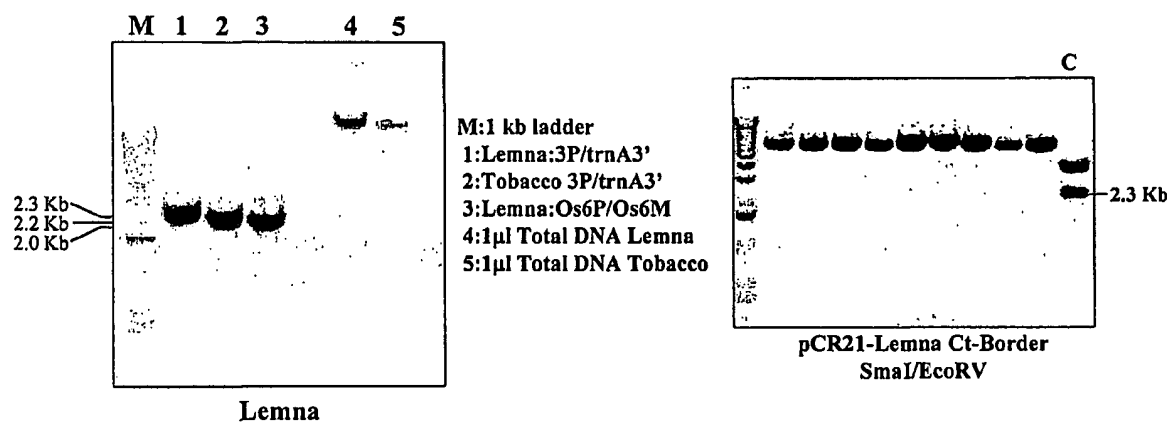 M 1 2 3 4 5
2.3 Kb
2.2 Kb
2.0 Kb
M:1 kb ladder
1:Lemna:3P/trnA3'
2:Tobacco 3P/trnA3'
3:Lemna:Os6P/Os6M
4:1µl Total DNA Lemna
5:1µl Total DNA Tobacco
Lemna
C
2.3 Kb
pCR21-Lemna Ct-Border
SmaI/EcoRV